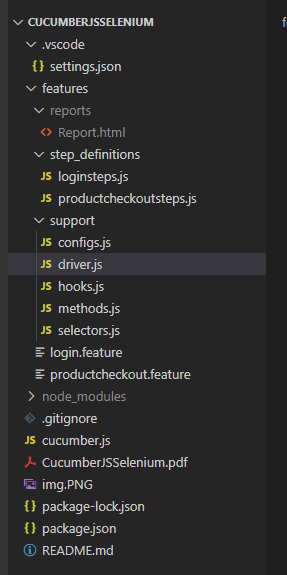 CUCUMBERJSSELENIUM
.vscode
{} settings.json
features
reports
<> Report.html
step_definitions
JS loginsteps.js
JS productcheckoutsteps.js
support
JS configs.js
JS driver.js
JS hooks.js
JS methods.js
JS selectors.js
login.feature
productcheckout.feature
node_modules
.gitignore
JS cucumber.js
CucumberJSSelenium.pdf
img.PNG
{} package-lock.json
{} package.json
README.md